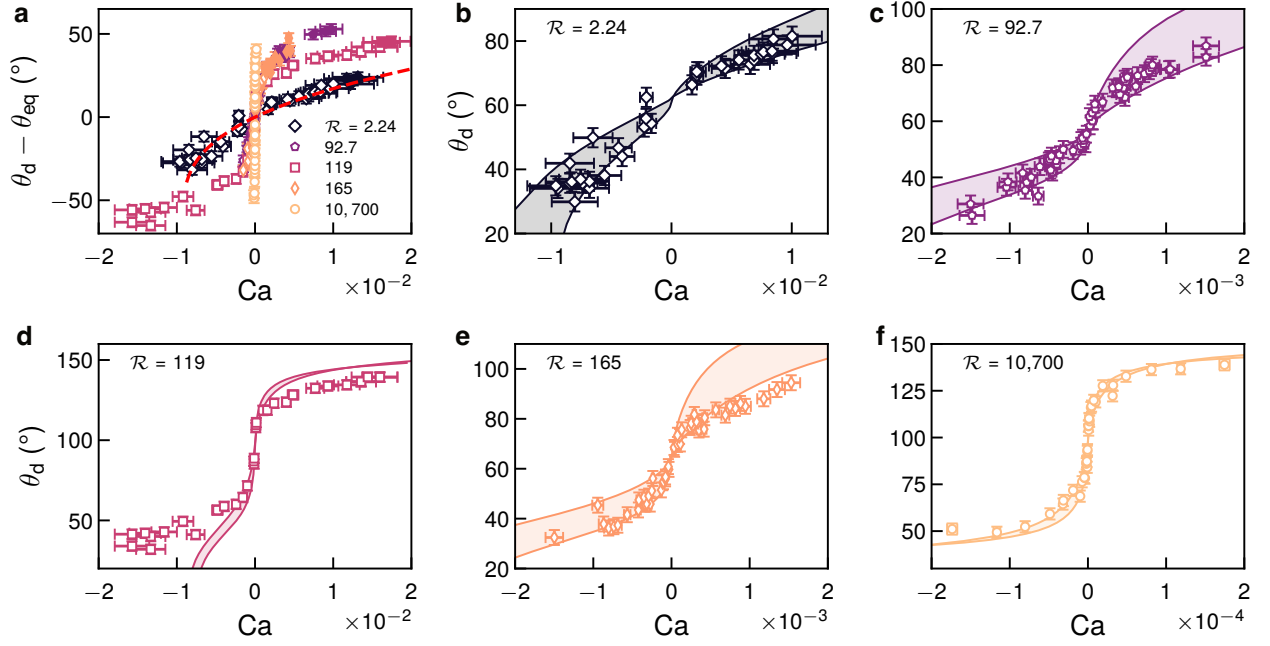 a
θd − θeq (°)
50
0
−50
ℛ = 2.24
92.7
119
165
10, 700
−2 −1 0 1 2
Ca
×10⁻²
b
ℛ = 2.24
θd (°)
80
60
40
20
−1 0 1
Ca
×10⁻²
c
ℛ = 92.7
100
80
60
40
20
−2 −1 0 1 2
Ca
×10⁻³
d
ℛ = 119
θd (°)
150
100
50
−2 −1 0 1 2
Ca
×10⁻²
e
ℛ = 165
100
80
60
40
20
−2 −1 0 1 2
Ca
×10⁻³
f
ℛ = 10,700
150
125
100
75
50
−2 −1 0 1 2
Ca
×10⁻⁴